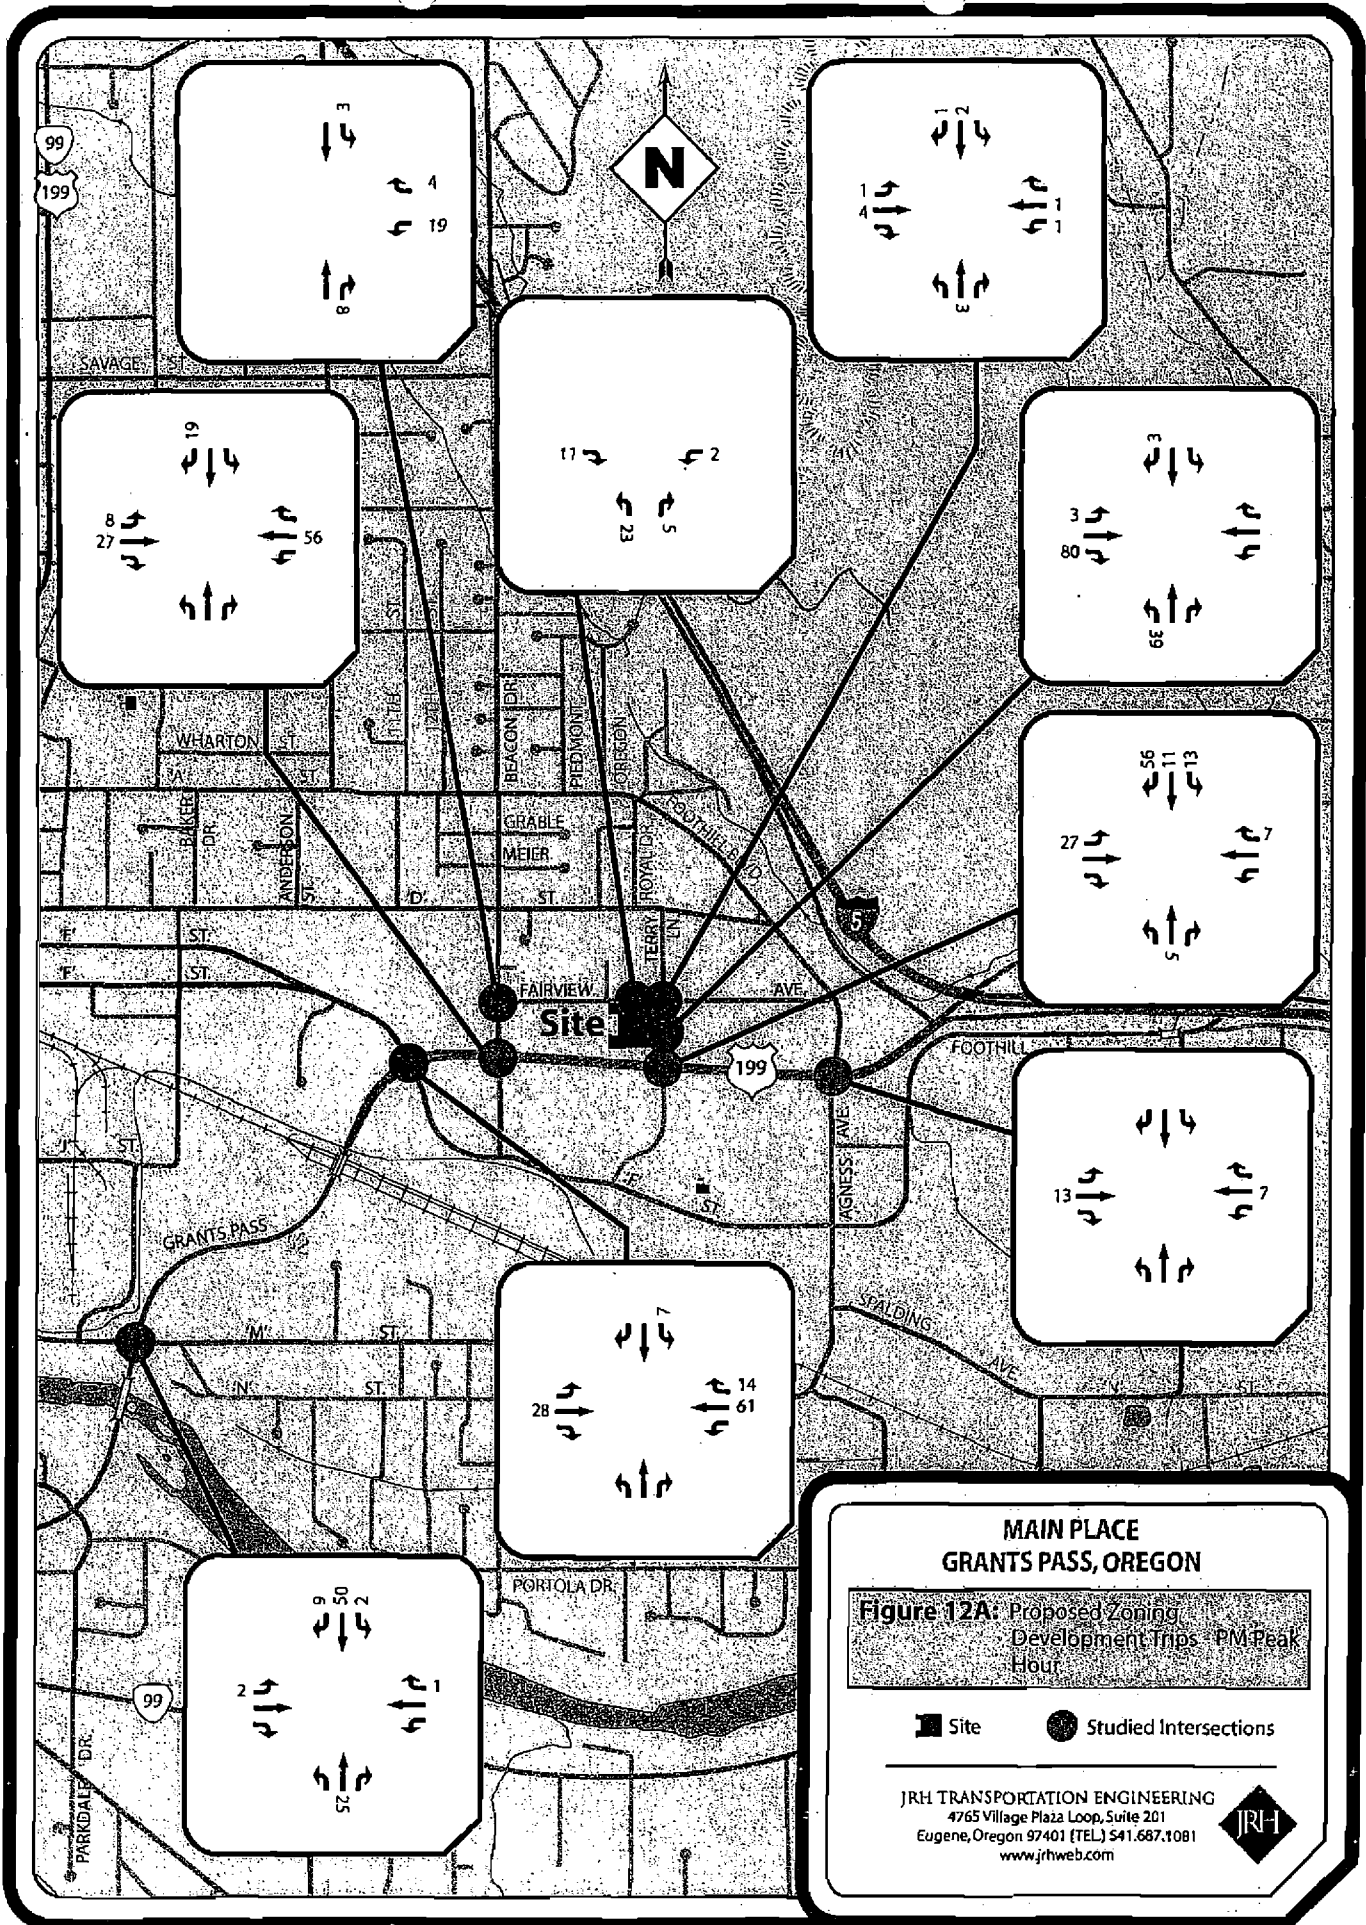 99
199
3
4
19
8
N
1 2
1
4
1
1
3
SAVAGE ST.
19
8
27
56
11
2
23 5
3
3
80
39
56 11 13
27
7
5
11TH ST.
12TH
BEACON DR.
PIEDMONT
OREGON
WHARTON ST.
'A' ST.
FOOTHILL
BAKER DR.
ANDERSON ST.
GRABLE
MEIER
ROYAL DR.
'D' ST.
5
TERRY LN.
'E' ST.
'F' ST.
FAIRVIEW AVE.
Site
199
FOOTHILL
'J' ST.
'F' ST.
AGNESS AVE.
13
7
GRANTS PASS
SPALDING AVE.
'M' ST.
'N' ST.
'N' ST.
7
28
14
61
9 50 2
2
1
25
PORTOLA DR.
99
PARKDALE DR.
MAIN PLACE
GRANTS PASS, OREGON
Figure 12A: Proposed Zoning
Development Trips PM Peak
Hour
Site
Studied Intersections
JRH TRANSPORTATION ENGINEERING
4765 Village Plaza Loop, Suite 201
Eugene, Oregon 97401 (TEL.) 541.687.1081
www.jrhweb.com
JRH